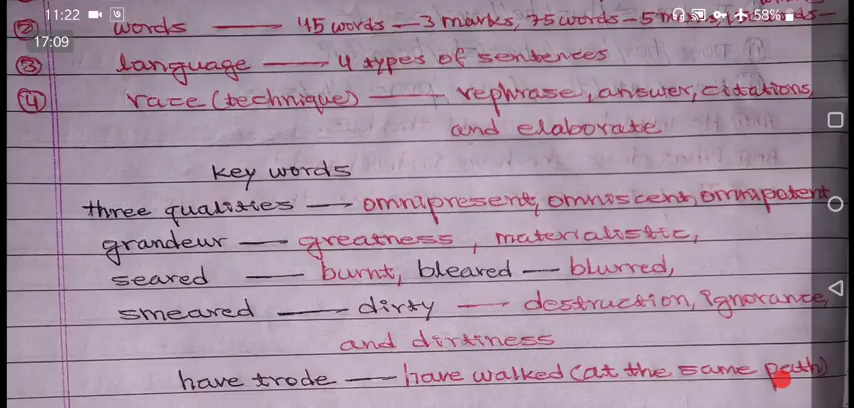 11:22 58%
② words —— 45 words — 3 marks, 75 words — 5
17:09
③ language —— 4 types of sentences
④ race (technique) —— rephrase, answer, citations,
and elaborate
key words
three qualities — omnipresent, omniscent, omnipotent
grandeur — greatness, materialistic,
seared — burnt, bleared — blurred,
smeared — dirty — destruction, ignorance,
and dirtiness
have trode — have walked (at the same path)